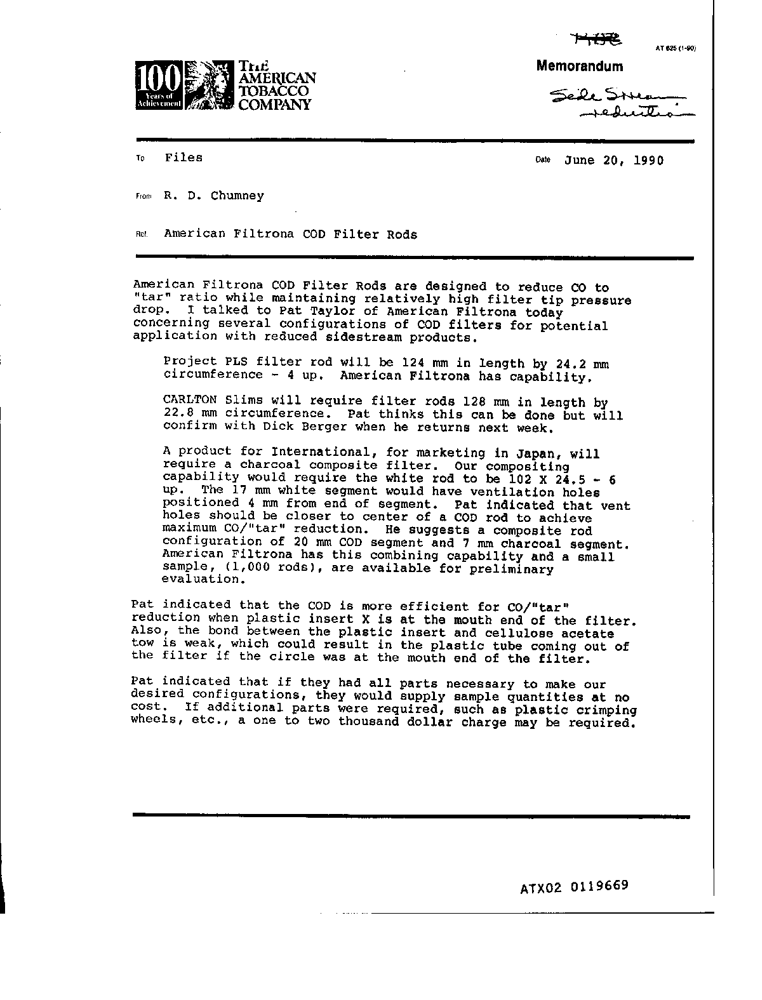 AT 625 (1-90)
100
Years of
Achievement
THE
AMERICAN
TOBACCO
COMPANY
Memorandum
Side Stream
reduction
To Files
Date June 20, 1990
From R. D. Chumney
Ref. American Filtrona COD Filter Rods
American Filtrona COD Filter Rods are designed to reduce CO to
"tar" ratio while maintaining relatively high filter tip pressure
drop. I talked to Pat Taylor of American Filtrona today
concerning several configurations of COD filters for potential
application with reduced sidestream products.
Project PLS filter rod will be 124 mm in length by 24.2 mm
circumference - 4 up. American Filtrona has capability.
CARLTON Slims will require filter rods 128 mm in length by
22.8 mm circumference. Pat thinks this can be done but will
confirm with Dick Berger when he returns next week.
A product for International, for marketing in Japan, will
require a charcoal composite filter. Our compositing
capability would require the white rod to be 102 X 24.5 - 6
up. The 17 mm white segment would have ventilation holes
positioned 4 mm from end of segment. Pat indicated that vent
holes should be closer to center of a COD rod to achieve
maximum CO/"tar" reduction. He suggests a composite rod
configuration of 20 mm COD segment and 7 mm charcoal segment.
American Filtrona has this combining capability and a small
sample, (1,000 rods), are available for preliminary
evaluation.
Pat indicated that the COD is more efficient for CO/"tar"
reduction when plastic insert X is at the mouth end of the filter.
Also, the bond between the plastic insert and cellulose acetate
tow is weak, which could result in the plastic tube coming out of
the filter if the circle was at the mouth end of the filter.
Pat indicated that if they had all parts necessary to make our
desired configurations, they would supply sample quantities at no
cost. If additional parts were required, such as plastic crimping
wheels, etc., a one to two thousand dollar charge may be required.
ATX02 0119669